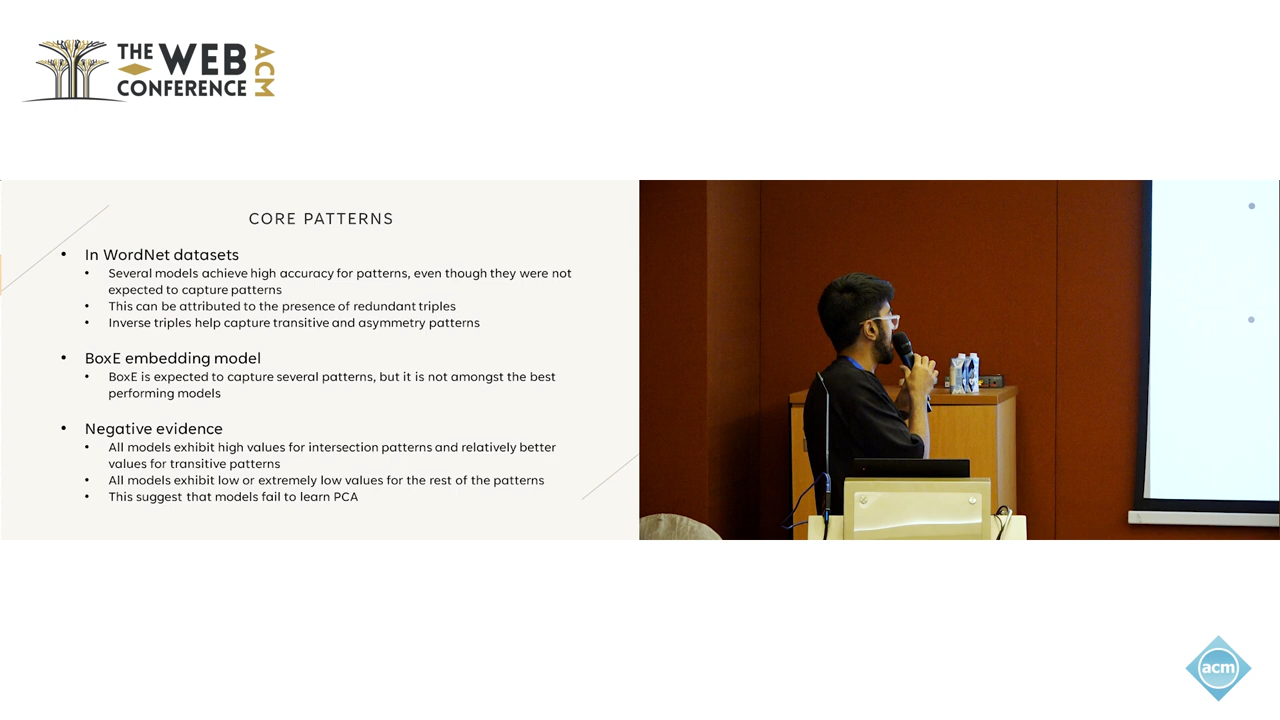 THE WEB
CONFERENCE
ACM
CORE PATTERNS
• In WordNet datasets
• Several models achieve high accuracy for patterns, even though they were not
expected to capture patterns
• This can be attributed to the presence of redundant triples
• Inverse triples help capture transitive and asymmetry patterns
• BoxE embedding model
• BoxE is expected to capture several patterns, but it is not amongst the best
performing models
• Negative evidence
• All models exhibit high values for intersection patterns and relatively better
values for transitive patterns
• All models exhibit low or extremely low values for the rest of the patterns
• This suggest that models fail to learn PCA
acm